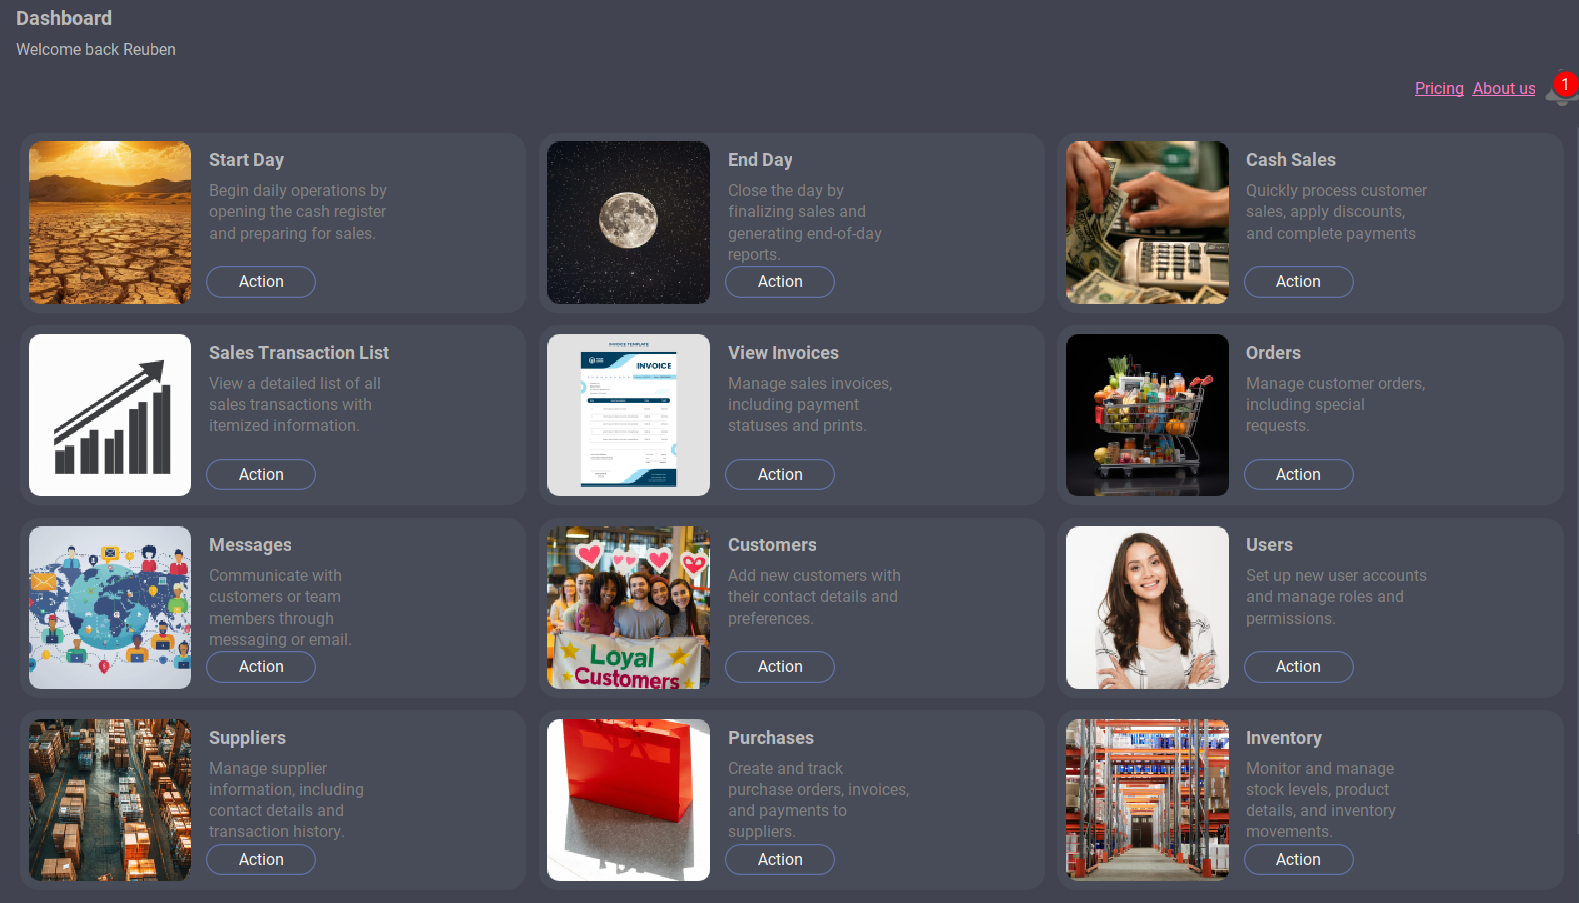 Dashboard
Welcome back Reuben
Pricing About us 1
Start Day
Begin daily operations by
opening the cash register
and preparing for sales.
Action
End Day
Close the day by
finalizing sales and
generating end-of-day
reports.
Action
Cash Sales
Quickly process customer
sales, apply discounts,
and complete payments
Action
Sales Transaction List
View a detailed list of all
sales transactions with
itemized information.
Action
INVOICE TEMPLATE
INVOICE
View Invoices
Manage sales invoices,
including payment
statuses and prints.
Action
Orders
Manage customer orders,
including special
requests.
Action
Messages
Communicate with
customers or team
members through
messaging or email.
Action
Loyal
Customers
Customers
Add new customers with
their contact details and
preferences.
Action
Users
Set up new user accounts
and manage roles and
permissions.
Action
Suppliers
Manage supplier
information, including
contact details and
transaction history.
Action
Purchases
Create and track
purchase orders, invoices,
and payments to
suppliers.
Action
Inventory
Monitor and manage
stock levels, product
details, and inventory
movements.
Action